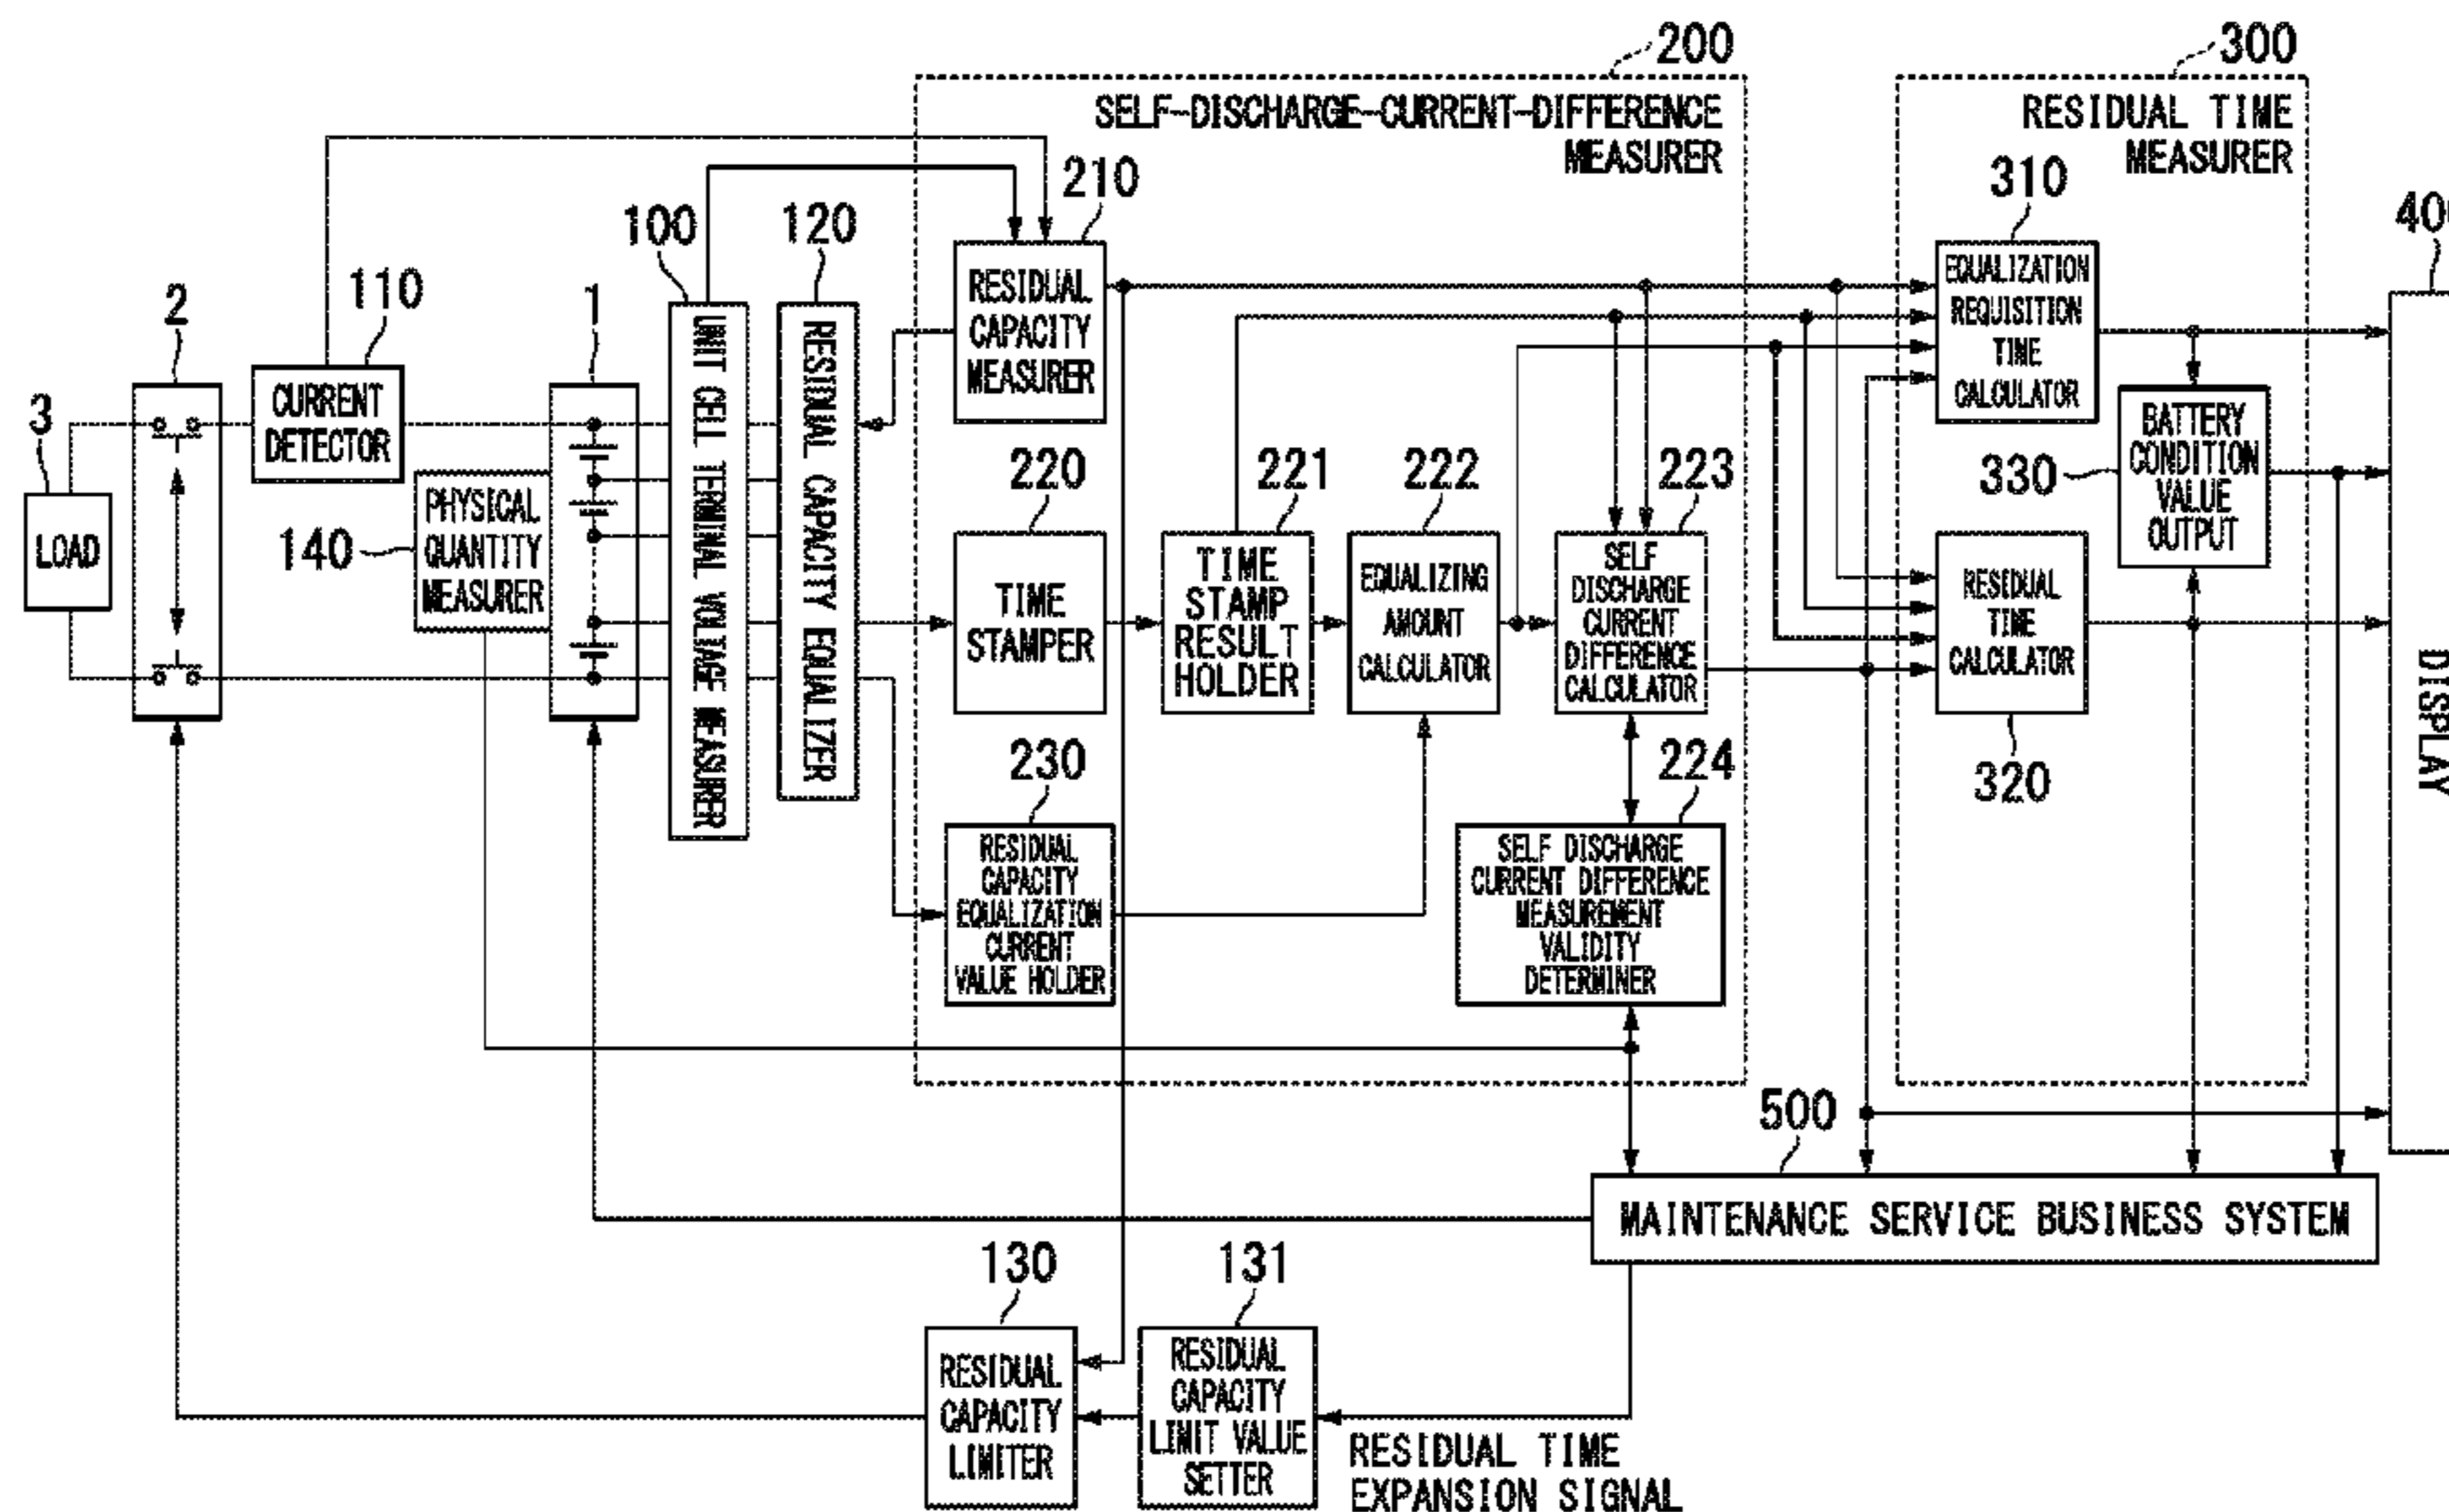 200
300
SELF-DISCHARGE-CURRENT-DIFFERENCE
MEASURER
RESIDUAL TIME
MEASURER
2
110
1
100
120
210
310
3
CURRENT
DETECTOR
LOAD
140
PHYSICAL
QUANTITY
MEASURER
UNIT CELL TERMINAL VOLTAGE MEASURER
RESIDUAL CAPACITY EQUALIZER
RESIDUAL
CAPACITY
MEASURER
EQUALIZATION
REQUISITION
TIME
CALCULATOR
330
BATTERY
CONDITION
VALUE
OUTPUT
DISPLAY
220
221
222
223
TIME
STAMPER
TIME
STAMP
RESULT
HOLDER
EQUALIZING
AMOUNT
CALCULATOR
SELF
DISCHARGE
CURRENT
DIFFERENCE
CALCULATOR
RESIDUAL
TIME
CALCULATOR
320
230
224
RESIDUAL
CAPACITY
EQUALIZATION
CURRENT
VALUE HOLDER
SELF DISCHARGE
CURRENT DIFFERENCE
MEASUREMENT
VALIDITY
DETERMINER
500
MAINTENANCE SERVICE BUSINESS SYSTEM
130
131
RESIDUAL
CAPACITY
LIMITER
RESIDUAL
CAPACITY
LIMIT VALUE
SETTER
RESIDUAL TIME
EXPANSION SIGNAL